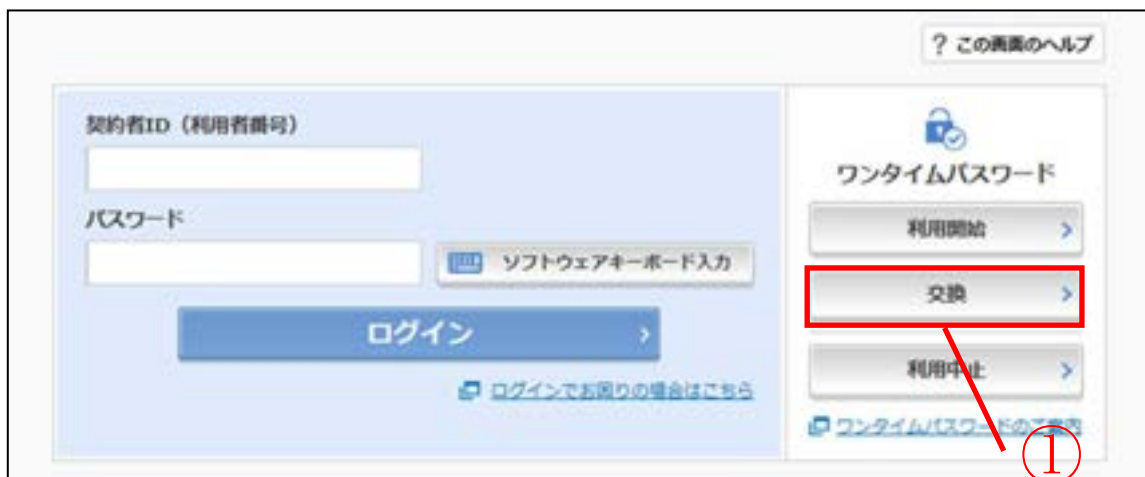 ? この画面のヘルプ
契約者ID（利用者番号）
パスワード
ソフトウェアキーボード入力
ログイン
ログインでお困りの場合はこちら
ワンタイムパスワード
利用開始
交換
利用中止
ワンタイムパスワードのご案内
①